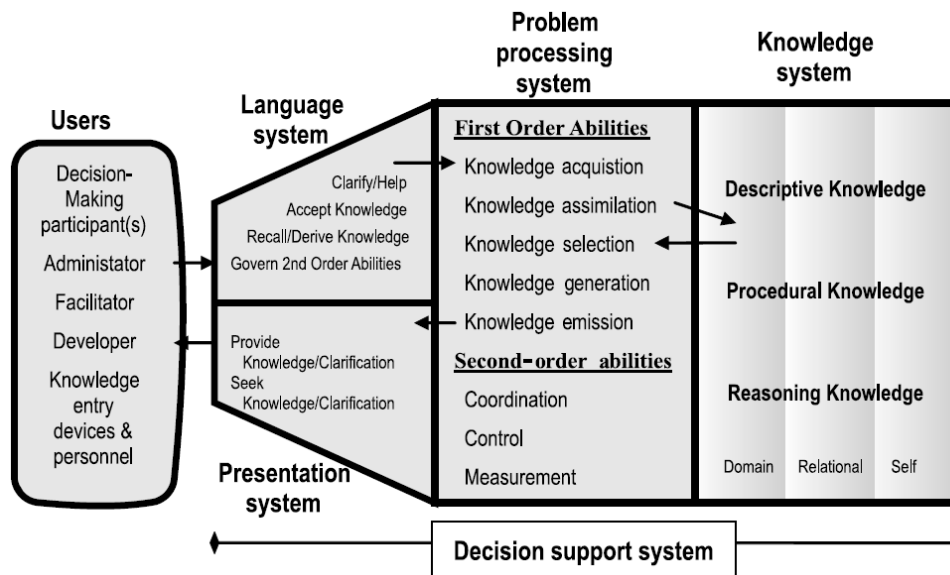 Users
Decision-
Making
participant(s)
Administator
Facilitator
Developer
Knowledge
entry
devices &
personnel
Language
system
Clarify/Help
Accept Knowledge
Recall/Derive Knowledge
Govern 2nd Order Abilities
Provide
Knowledge/Clarification
Seek
Knowledge/Clarification
Presentation
system
Problem
processing
system
First Order Abilities
Knowledge acquistion
Knowledge assimilation
Knowledge selection
Knowledge generation
Knowledge emission
Second-order abilities
Coordination
Control
Measurement
Knowledge
system
Descriptive Knowledge
Procedural Knowledge
Reasoning Knowledge
Domain Relational Self
Decision support system